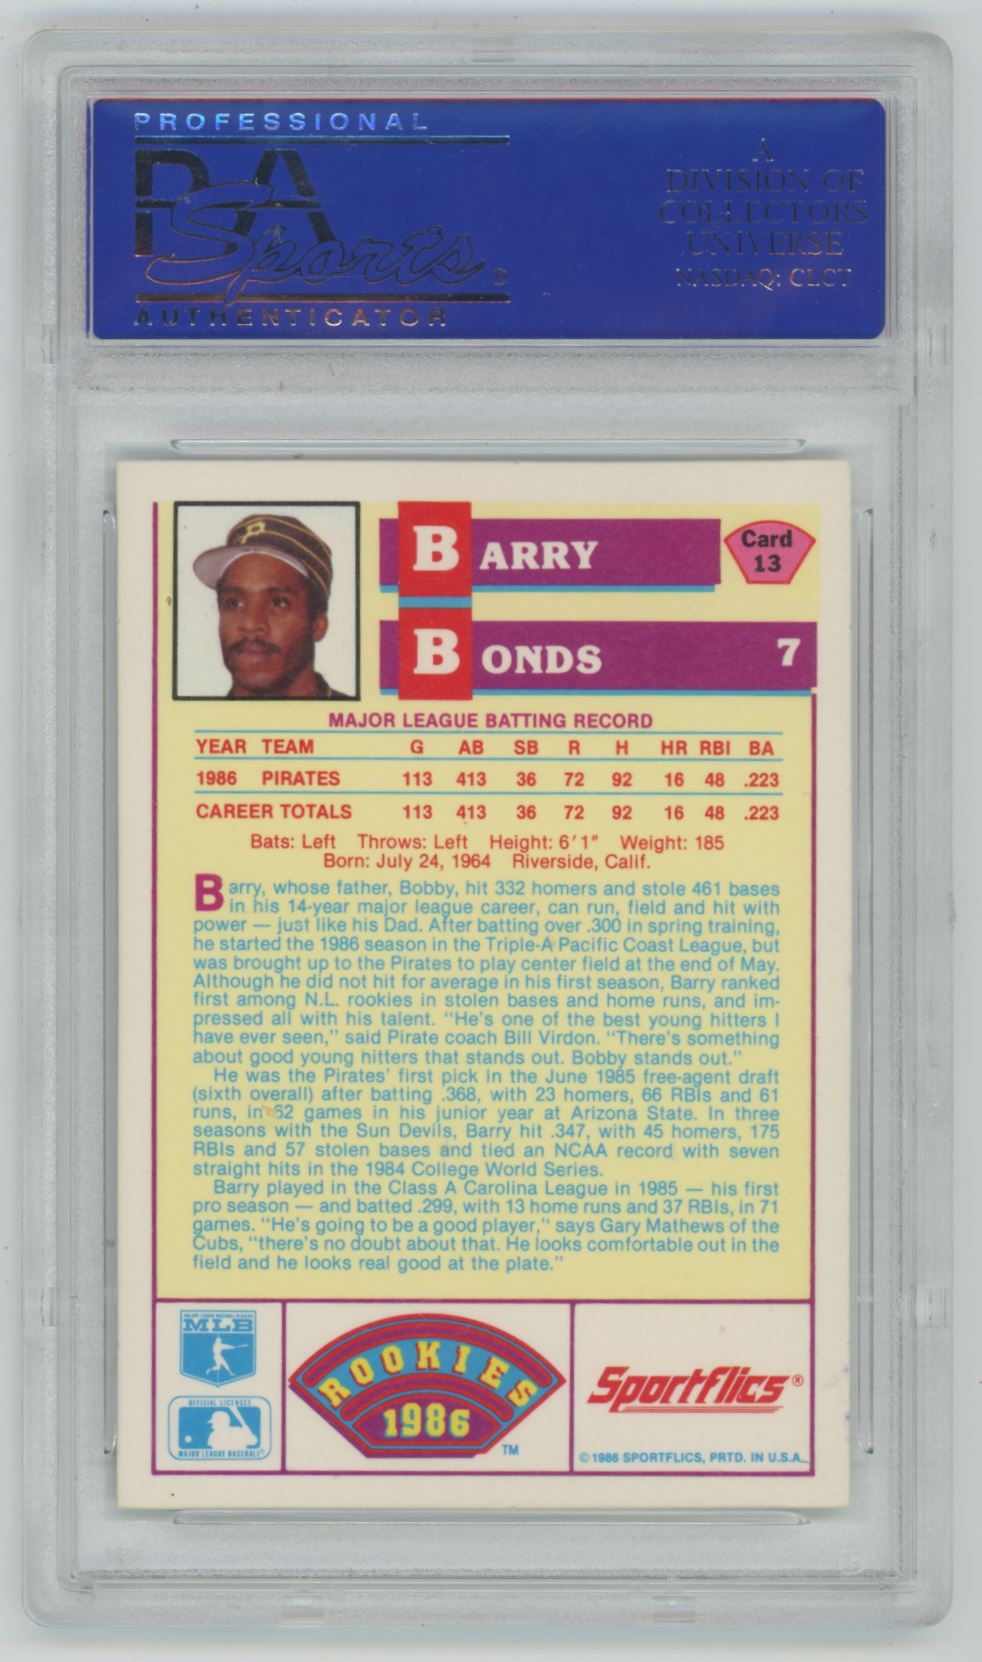 PROFESSIONAL
PSA
Sports®
AUTHENTICATOR
A
DIVISION OF
COLLECTORS
UNIVERSE
NASDAQ: CLCT
BARRY
Card
13
BONDS 7
MAJOR LEAGUE BATTING RECORD
YEAR TEAM G AB SB R H HR RBI BA
1986 PIRATES 113 413 36 72 92 16 48 .223
CAREER TOTALS 113 413 36 72 92 16 48 .223
Bats: Left Throws: Left Height: 6'1" Weight: 185
Born: July 24, 1964 Riverside, Calif.
Barry, whose father, Bobby, hit 332 homers and stole 461 bases
in his 14-year major league career, can run, field and hit with
power — just like his Dad. After batting over .300 in spring training,
he started the 1986 season in the Triple-A Pacific Coast League, but
was brought up to the Pirates to play center field at the end of May.
Although he did not hit for average in his first season, Barry ranked
first among N.L. rookies in stolen bases and home runs, and im-
pressed all with his talent. "He's one of the best young hitters I
have ever seen," said Pirate coach Bill Virdon. "There's something
about good young hitters that stands out. Bobby stands out."
He was the Pirates' first pick in the June 1985 free-agent draft
(sixth overall) after batting .368, with 23 homers, 66 RBIs and 61
runs, in 62 games in his junior year at Arizona State. In three
seasons with the Sun Devils, Barry hit .347, with 45 homers, 175
RBIs and 57 stolen bases and tied an NCAA record with seven
straight hits in the 1984 College World Series.
Barry played in the Class A Carolina League in 1985 — his first
pro season — and batted .299, with 13 home runs and 37 RBIs, in 71
games. "He's going to be a good player," says Gary Mathews of the
Cubs, "there's no doubt about that. He looks comfortable out in the
field and he looks real good at the plate."
MAJOR LEAGUE BASEBALL PLAYERS
MLB
OFFICIAL LICENSEE
MAJOR LEAGUE BASEBALL®
ROOKIES
1986
TM
Sportflics®
© 1986 SPORTFLICS, PRTD. IN U.S.A.